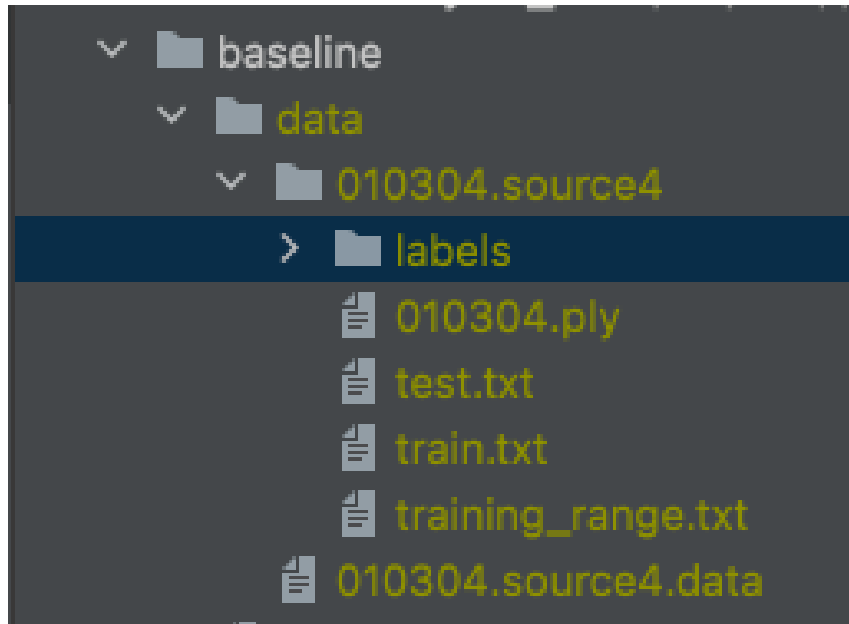 baseline
data
010304.source4
labels
010304.ply
test.txt
train.txt
training_range.txt
010304.source4.data